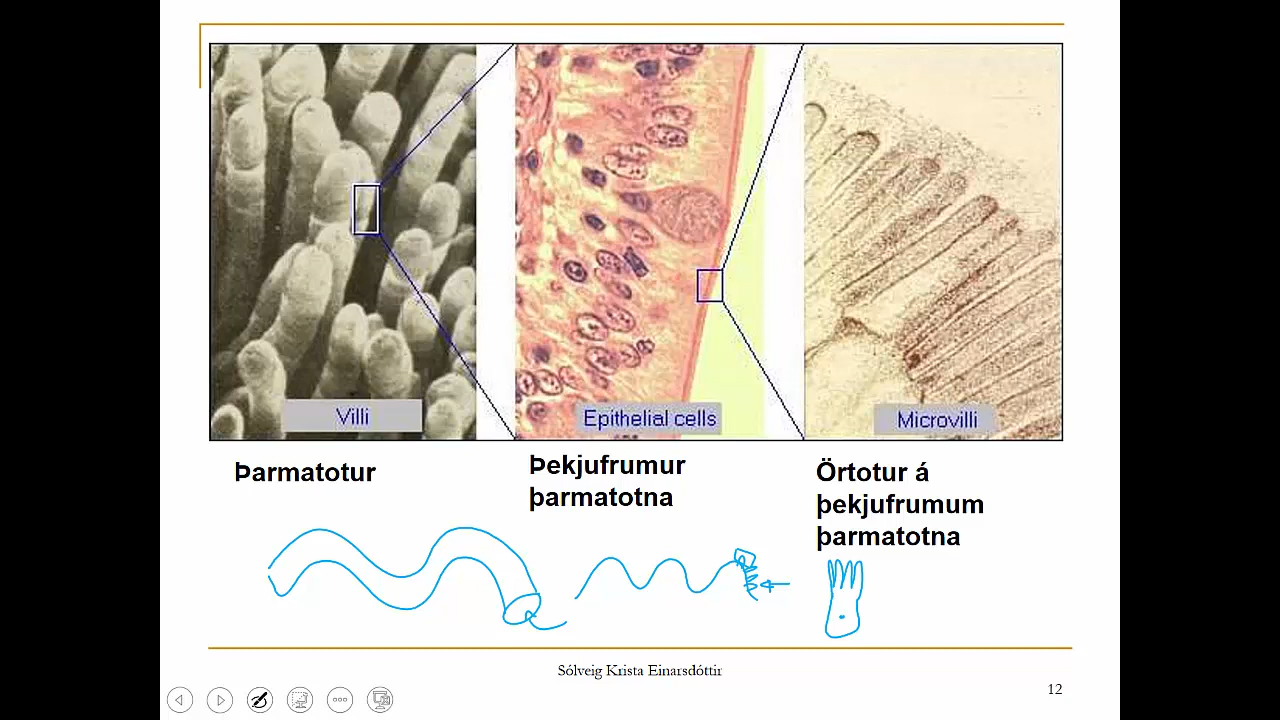 Villi
Epithelial cells
Microvilli
Þarmatotur
Þekjufrumur
þarmatotna
Örtotur á
þekjufrumum
þarmatotna
Sólveig Krista Einarsdóttir
12